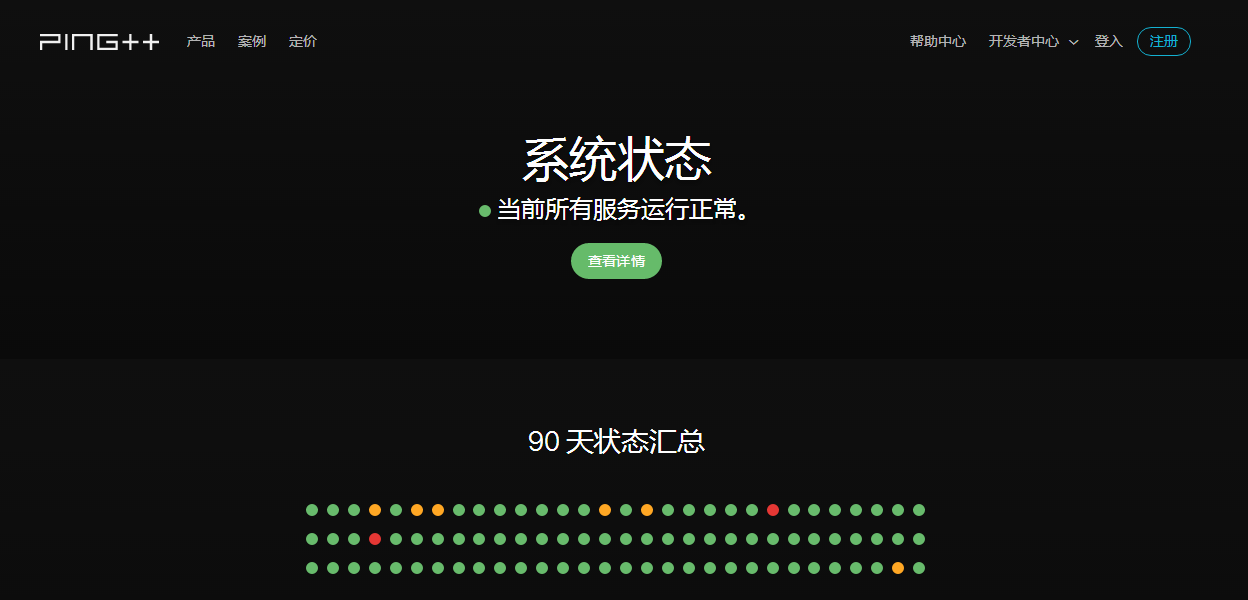 PING++ 产品 案例 定价 帮助中心 开发者中心 登入 注册
系统状态
当前所有服务运行正常。
查看详情
90 天状态汇总